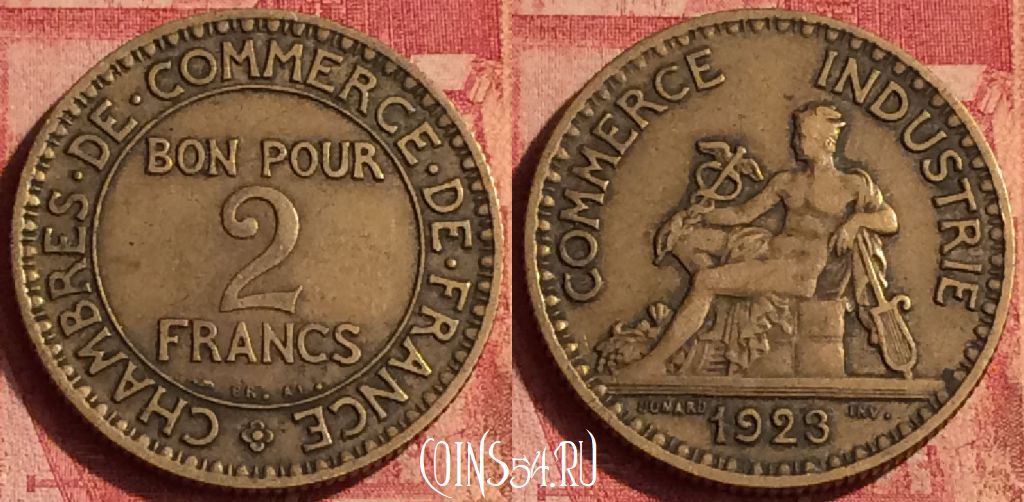 CHAMBRES · DE · COMMERCE · DE · FRANCE
BON POUR
2
FRANCS
COMMERCE INDUSTRIE
DOMARD INV.
1923
COINS54.RU